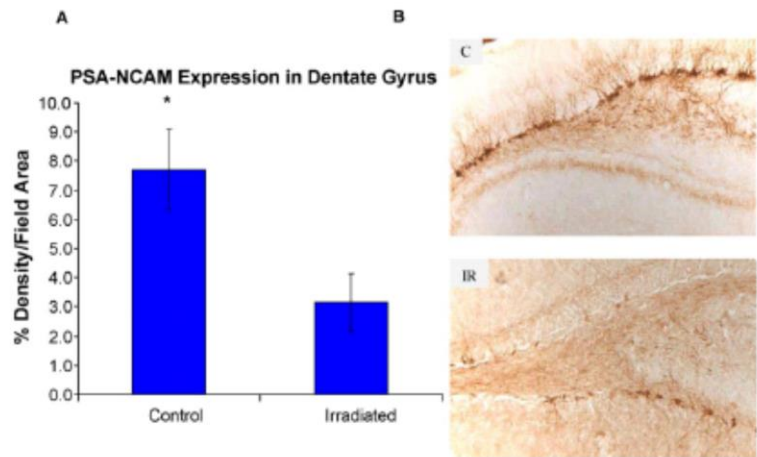 A
B
PSA-NCAM Expression in Dentate Gyrus
*
10.0
9.0
8.0
7.0
6.0
5.0
4.0
3.0
2.0
1.0
0.0
% Density/Field Area
Control
Irradiated
C
IR